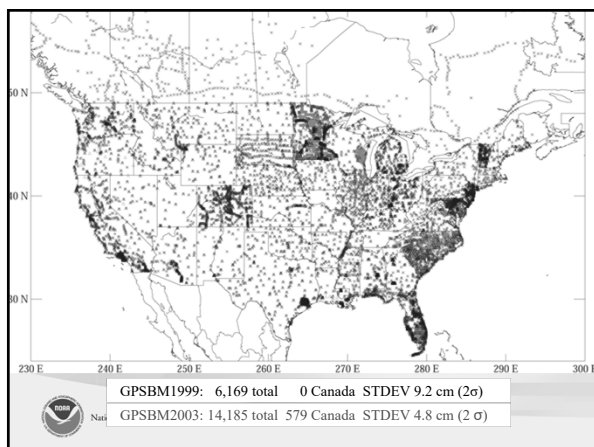 50 N
40 N
30 N
230 E 240 250 260 270 280 290 300 E
GPSBM1999: 6,169 total 0 Canada STDEV 9.2 cm (2σ)
GPSBM2003: 14,185 total 579 Canada STDEV 4.8 cm (2 σ)
NOAA